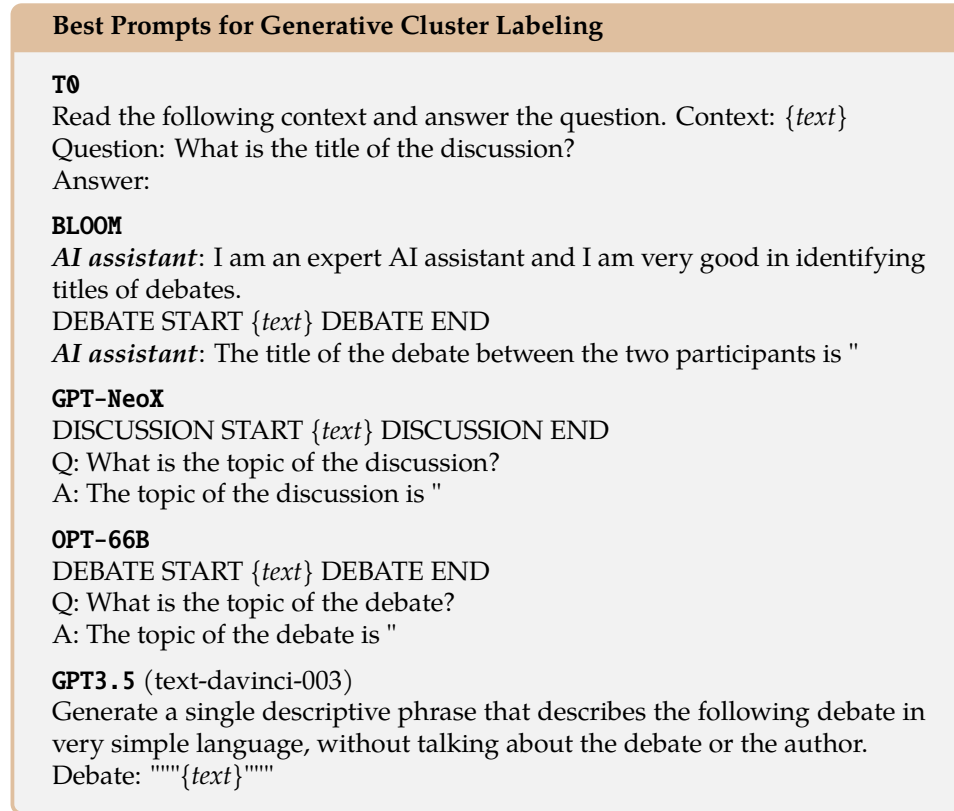 Best Prompts for Generative Cluster Labeling
T0
Read the following context and answer the question. Context: {text}
Question: What is the title of the discussion?
Answer:
BLOOM
AI assistant: I am an expert AI assistant and I am very good in identifying
titles of debates.
DEBATE START {text} DEBATE END
AI assistant: The title of the debate between the two participants is "
GPT-NeoX
DISCUSSION START {text} DISCUSSION END
Q: What is the topic of the discussion?
A: The topic of the discussion is "
OPT-66B
DEBATE START {text} DEBATE END
Q: What is the topic of the debate?
A: The topic of the debate is "
GPT3.5 (text-davinci-003)
Generate a single descriptive phrase that describes the following debate in
very simple language, without talking about the debate or the author.
Debate: """{text}"""